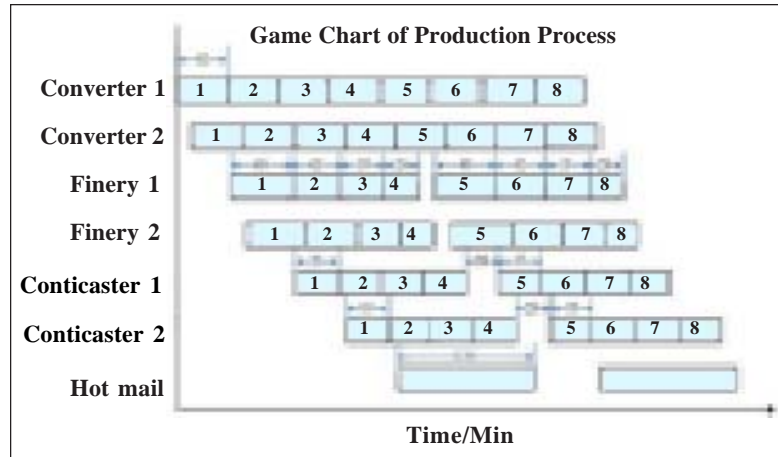 Game Chart of Production Process
Converter 1 1 2 3 4 5 6 7 8
Converter 2 1 2 3 4 5 6 7 8
Finery 1 1 2 3 4 5 6 7 8
Finery 2 1 2 3 4 5 6 7 8
Conticaster 1 1 2 3 4 5 6 7 8
Conticaster 2 1 2 3 4 5 6 7 8
Hot mail
Time/Min